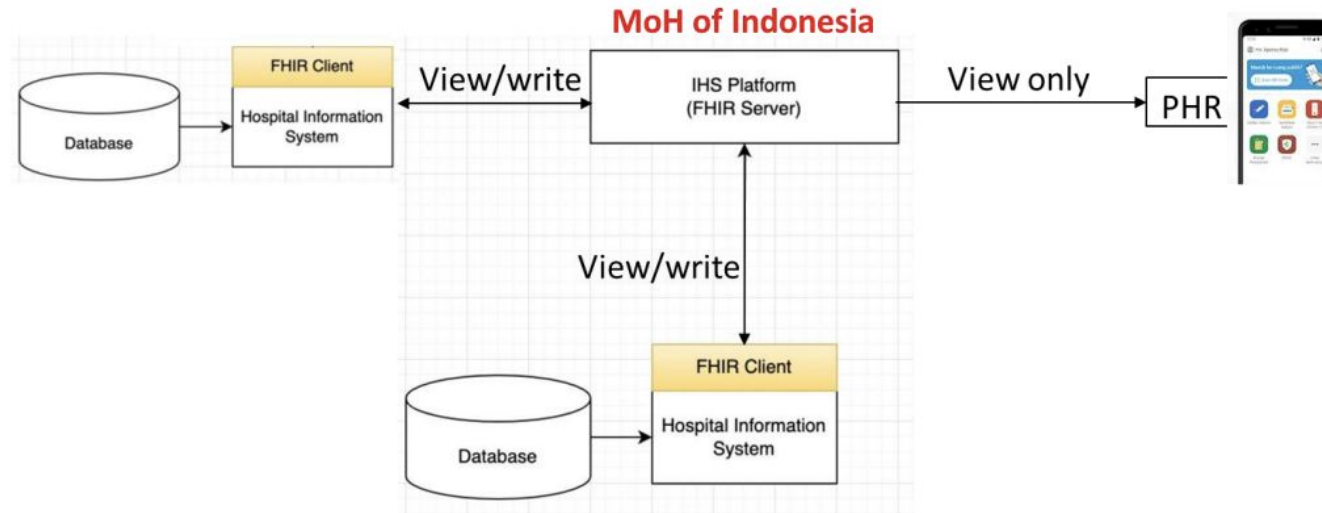 MoH of Indonesia
FHIR Client
Hospital Information
System
Database
View/write
IHS Platform
(FHIR Server)
View only
PHR
View/write
FHIR Client
Hospital Information
System
Database